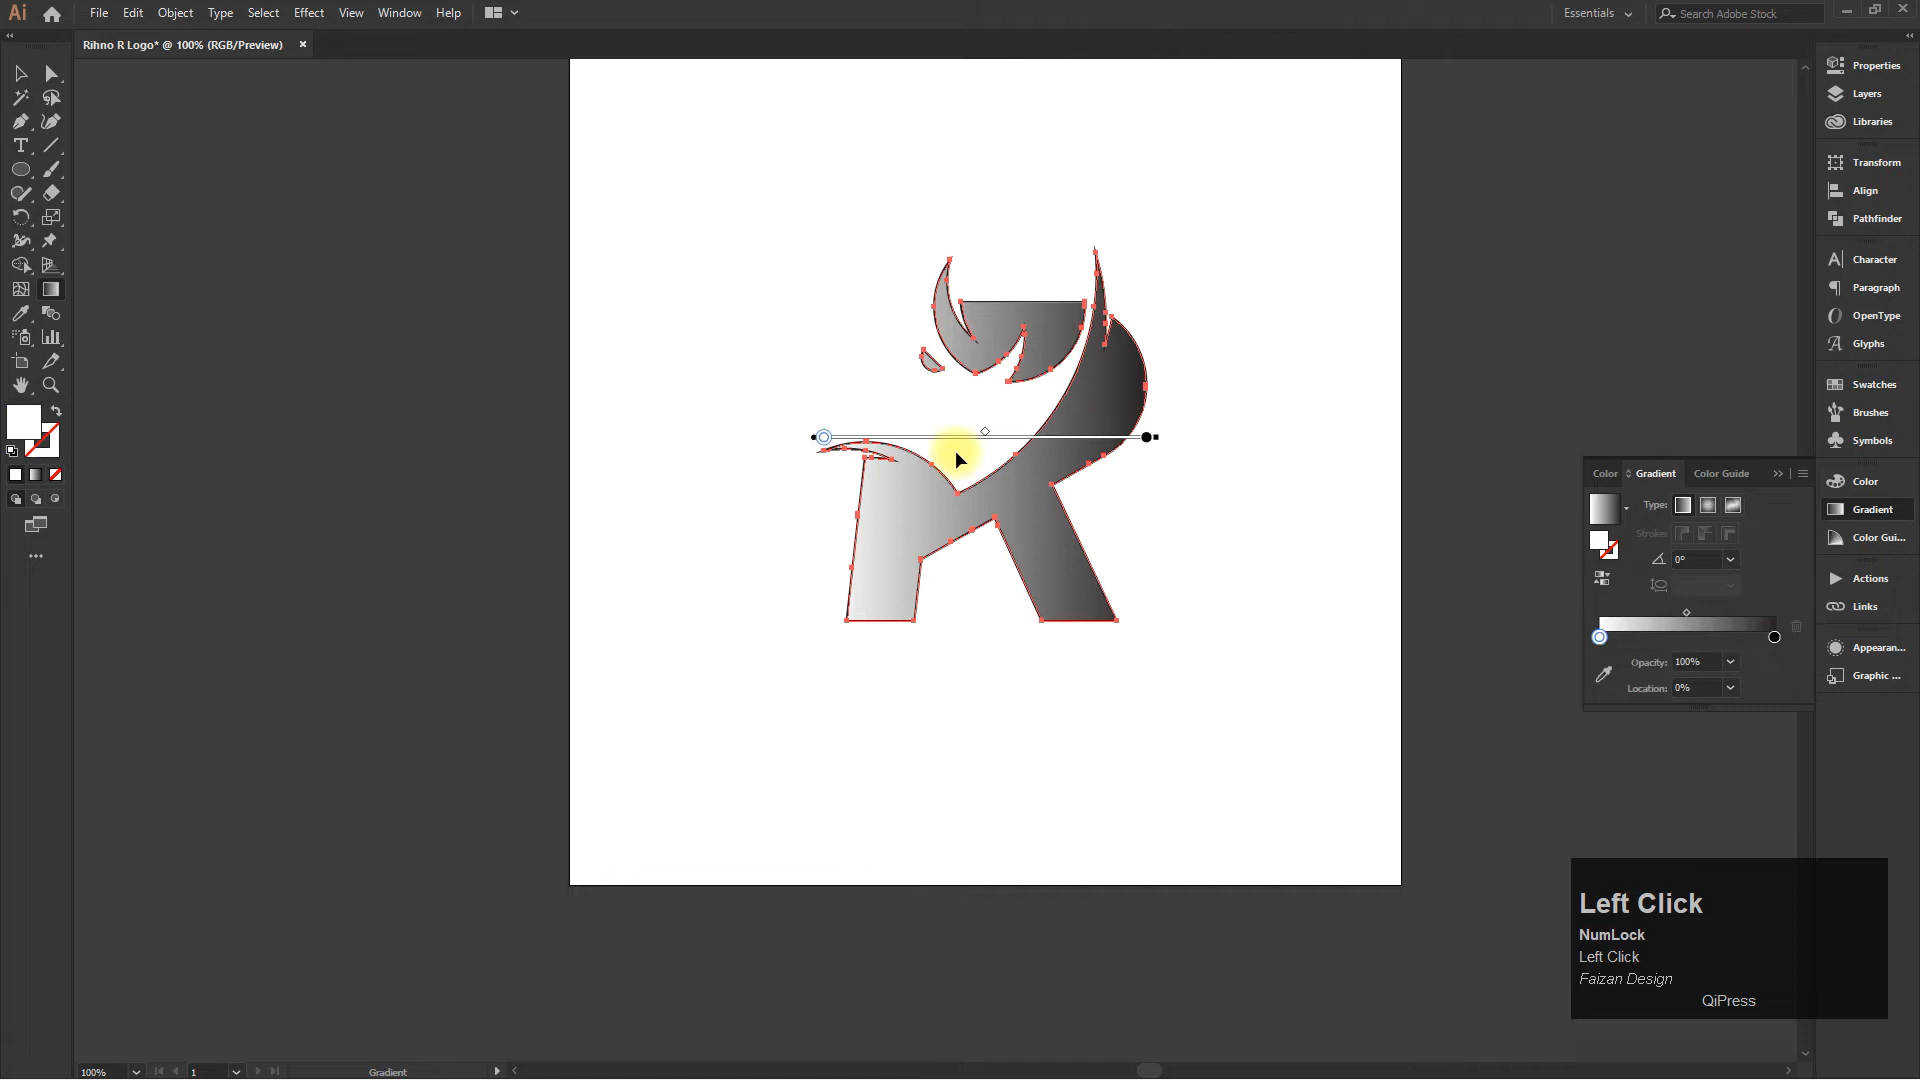 Ai File Edit Object Type Select Effect View Window Help Essentials Search Adobe Stock
Rihno R Logo* @ 100% (RGB/Preview)
Properties
Layers
Libraries
Transform
Align
Pathfinder
Character
Paragraph
OpenType
Glyphs
Swatches
Brushes
Symbols
Color Gradient Color Guide
Type:
Stroke:
0°
Opacity: 100%
Location: 0%
Color
Gradient
Color Gui...
Actions
Links
Appearan...
Graphic ...
Left Click
NumLock
Left Click
Faizan Design
QiPress
100% 1 Gradient